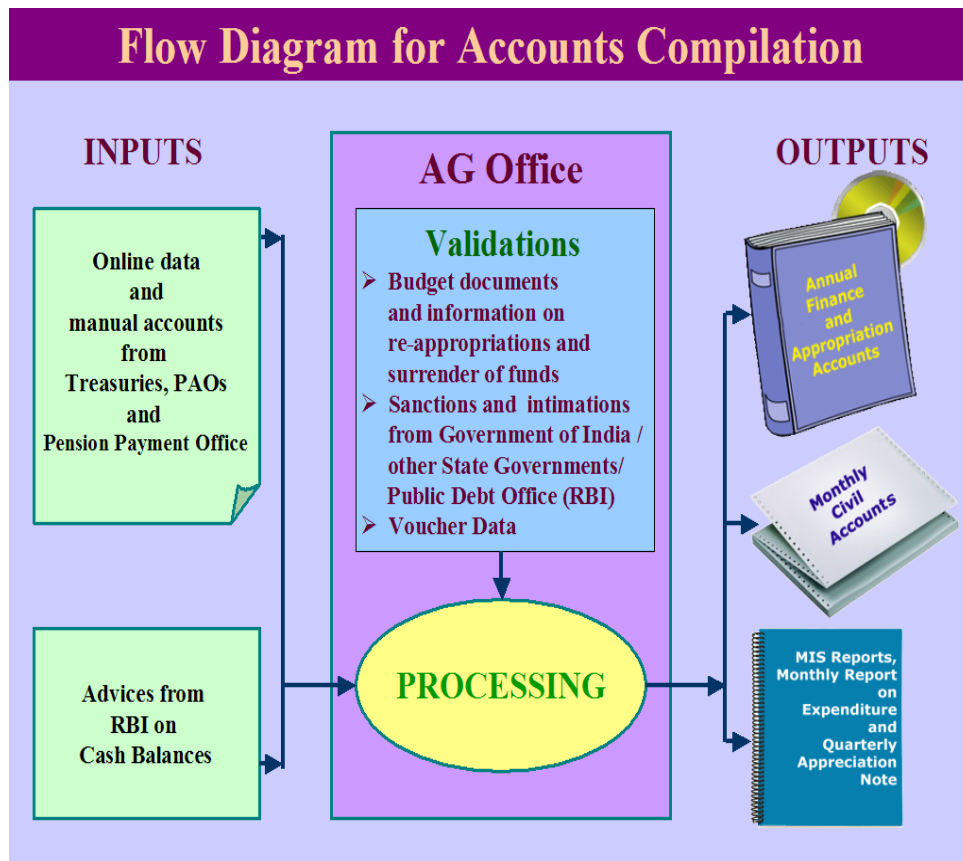 Flow Diagram for Accounts Compilation
INPUTS
Online data
and
manual accounts
from
Treasuries, PAOs
and
Pension Payment Office
Advices from
RBI on
Cash Balances
AG Office
Validations
➢ Budget documents
and information on
re-appropriations and
surrender of funds
➢ Sanctions and intimations
from Government of India /
other State Governments/
Public Debt Office (RBI)
➢ Voucher Data
PROCESSING
OUTPUTS
Annual
Finance
and
Appropriation
Accounts
Monthly
Civil
Accounts
MIS Reports,
Monthly Report
on
Expenditure
and
Quarterly
Appreciation
Note